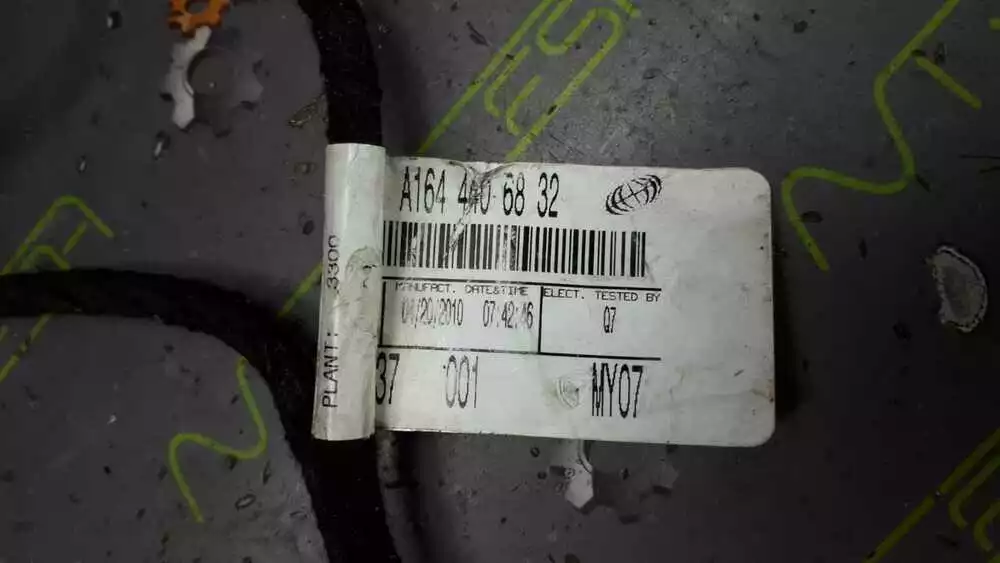 A164 440 68 32
MANUFACT. DATE&TIME
ELECT. TESTED BY
04/20/2010 07:42:46
Q7
37 001 MY07
PLANT: 3300